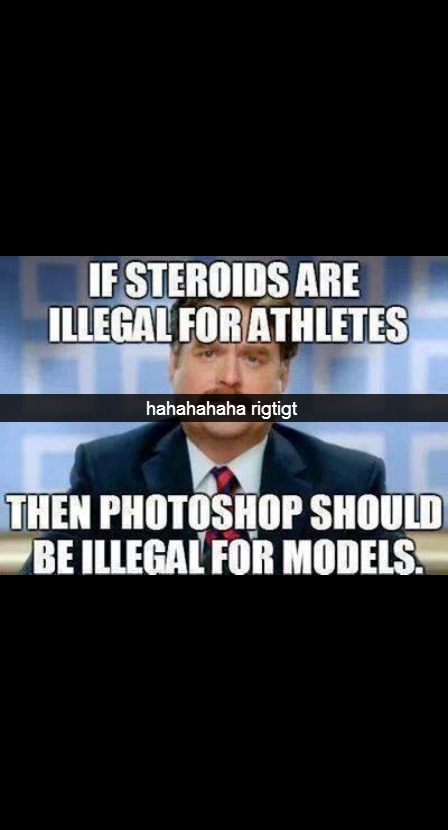 IF STEROIDS ARE
ILLEGAL FOR ATHLETES
hahahahaha rigtigt
THEN PHOTOSHOP SHOULD
BE ILLEGAL FOR MODELS.